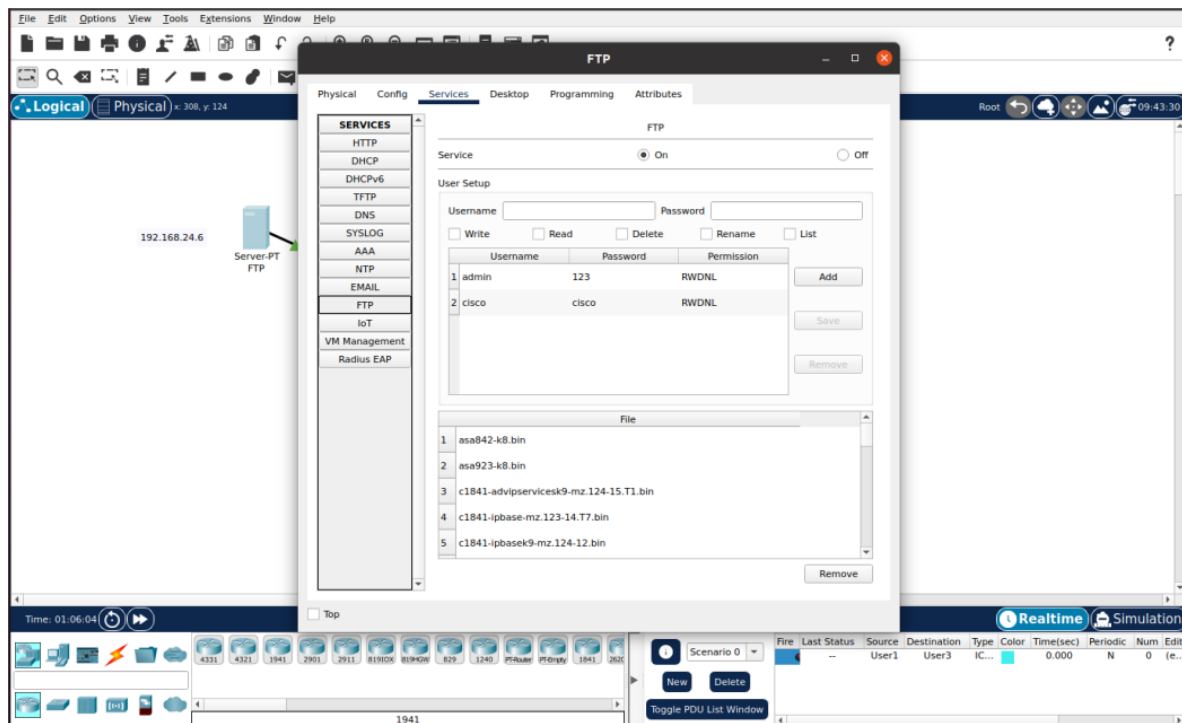 File Edit Options View Tools Extensions Window Help
?
FTP
Logical Physical x: 308, y: 124
Root 09:43:30
Physical Config Services Desktop Programming Attributes
SERVICES
HTTP
DHCP
DHCPv6
TFTP
DNS
SYSLOG
AAA
NTP
EMAIL
FTP
IoT
VM Management
Radius EAP
FTP
Service On Off
User Setup
Username Password
Write Read Delete Rename List
Username Password Permission
1 admin 123 RWDNL
2 cisco cisco RWDNL
Add
Save
Remove
File
1 asa842-k8.bin
2 asa923-k8.bin
3 c1841-advipservicesk9-mz.124-15.T1.bin
4 c1841-ipbase-mz.123-14.T7.bin
5 c1841-ipbasek9-mz.124-12.bin
Remove
Top
192.168.24.6
Server-PT
FTP
Time: 01:06:04
Realtime Simulation
4331 4321 1941 2901 2911 819IOX 819HGW 829 1240 PT-Router PT-Empty 1841 262
1941
Scenario 0
New Delete
Toggle PDU List Window
Fire Last Status Source Destination Type Color Time(sec) Periodic Num Edit
-- User1 User3 IC... 0.000 N 0 (e...